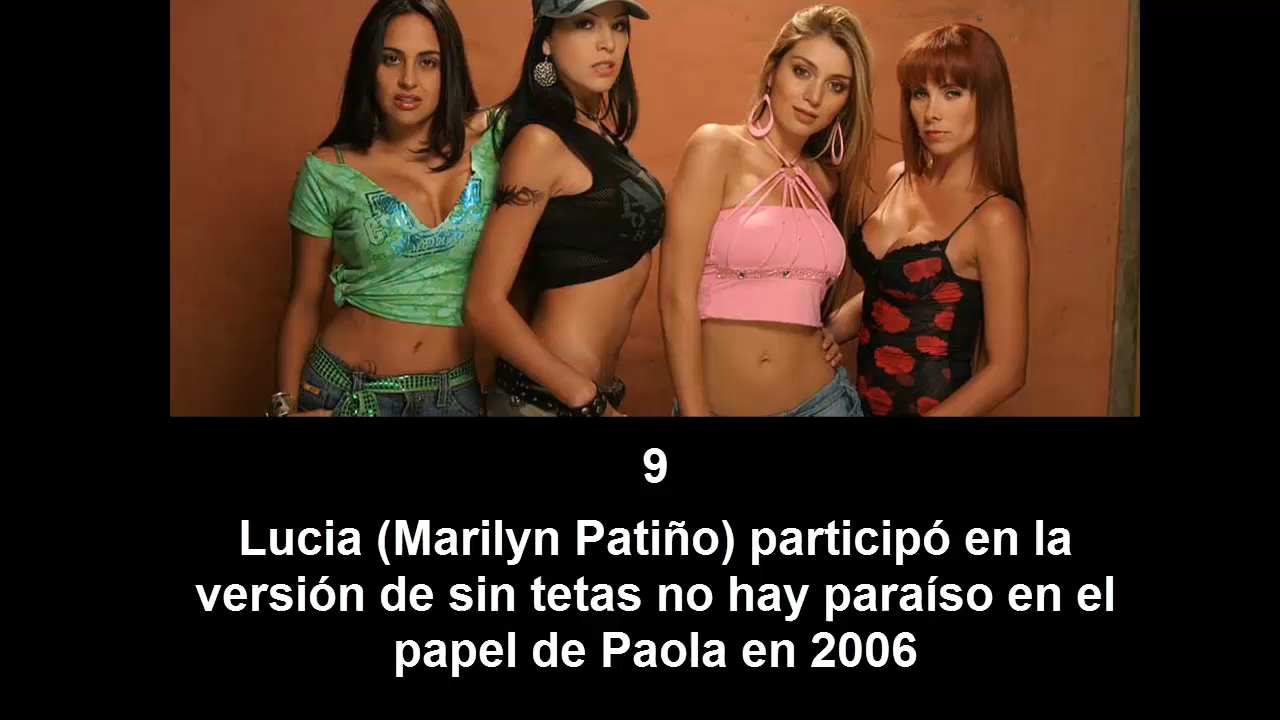 9
Lucia (Marilyn Patiño) participó en la
versión de sin tetas no hay paraíso en el
papel de Paola en 2006